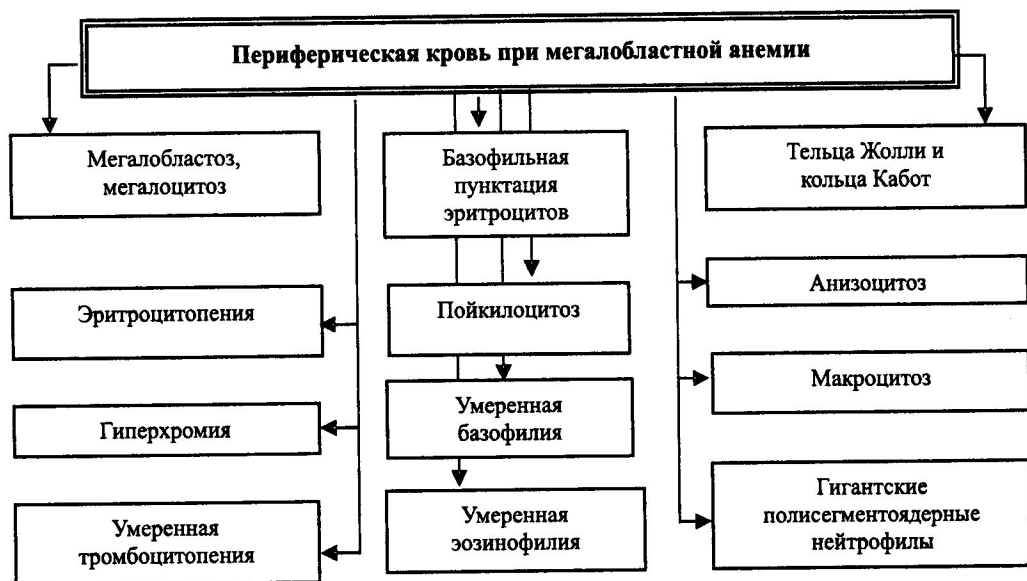 Периферическая кровь при мегалобластной анемии
Мегалобластоз,
мегалоцитоз
Базофильная
пунктация
эритроцитов
Тельца Жолли и
кольца Кабот
Эритроцитопения
Пойкилоцитоз
Анизоцитоз
Гиперхромия
Умеренная
базофилия
Макроцитоз
Умеренная
тромбоцитопения
Умеренная
эозинофилия
Гигантские
полисегментоядерные
нейтрофилы